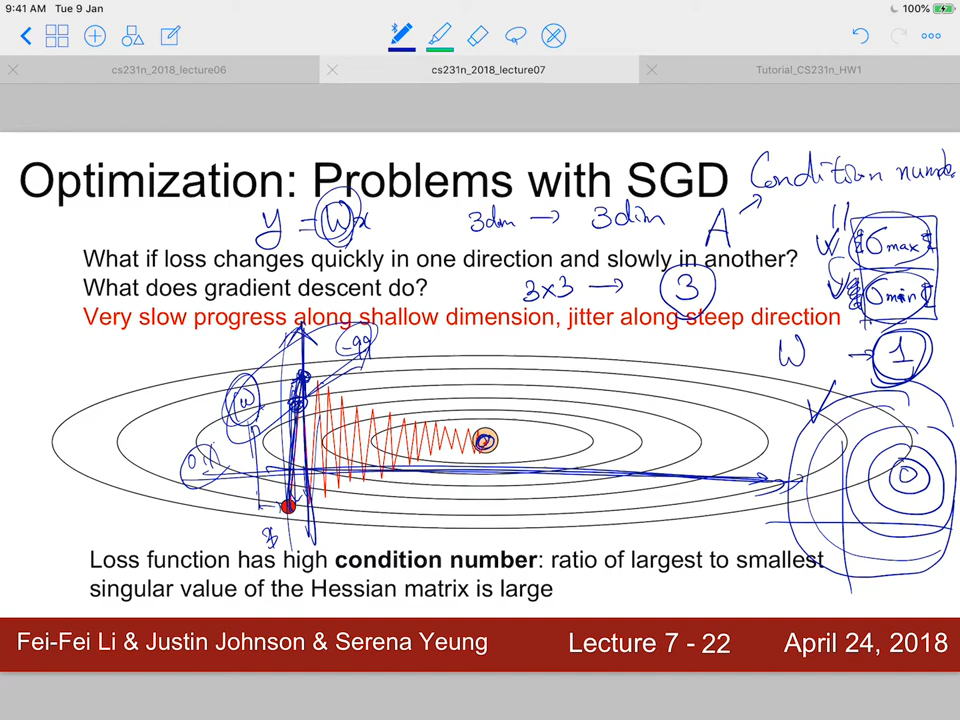 9:41 AM Tue 9 Jan
100%
cs231n_2018_lecture06
cs231n_2018_lecture07
Tutorial_CS231n_HW1
Optimization: Problems with SGD
Condition numb
y = Wx
3dim → 3dim
A
What if loss changes quickly in one direction and slowly in another?
σmax
What does gradient descent do?
3x3 → 3
σmin
Very slow progress along shallow dimension, jitter along steep direction
W → 1
-99
W
Loss function has high condition number: ratio of largest to smallest
singular value of the Hessian matrix is large
Fei-Fei Li & Justin Johnson & Serena Yeung
Lecture 7 - 22
April 24, 2018